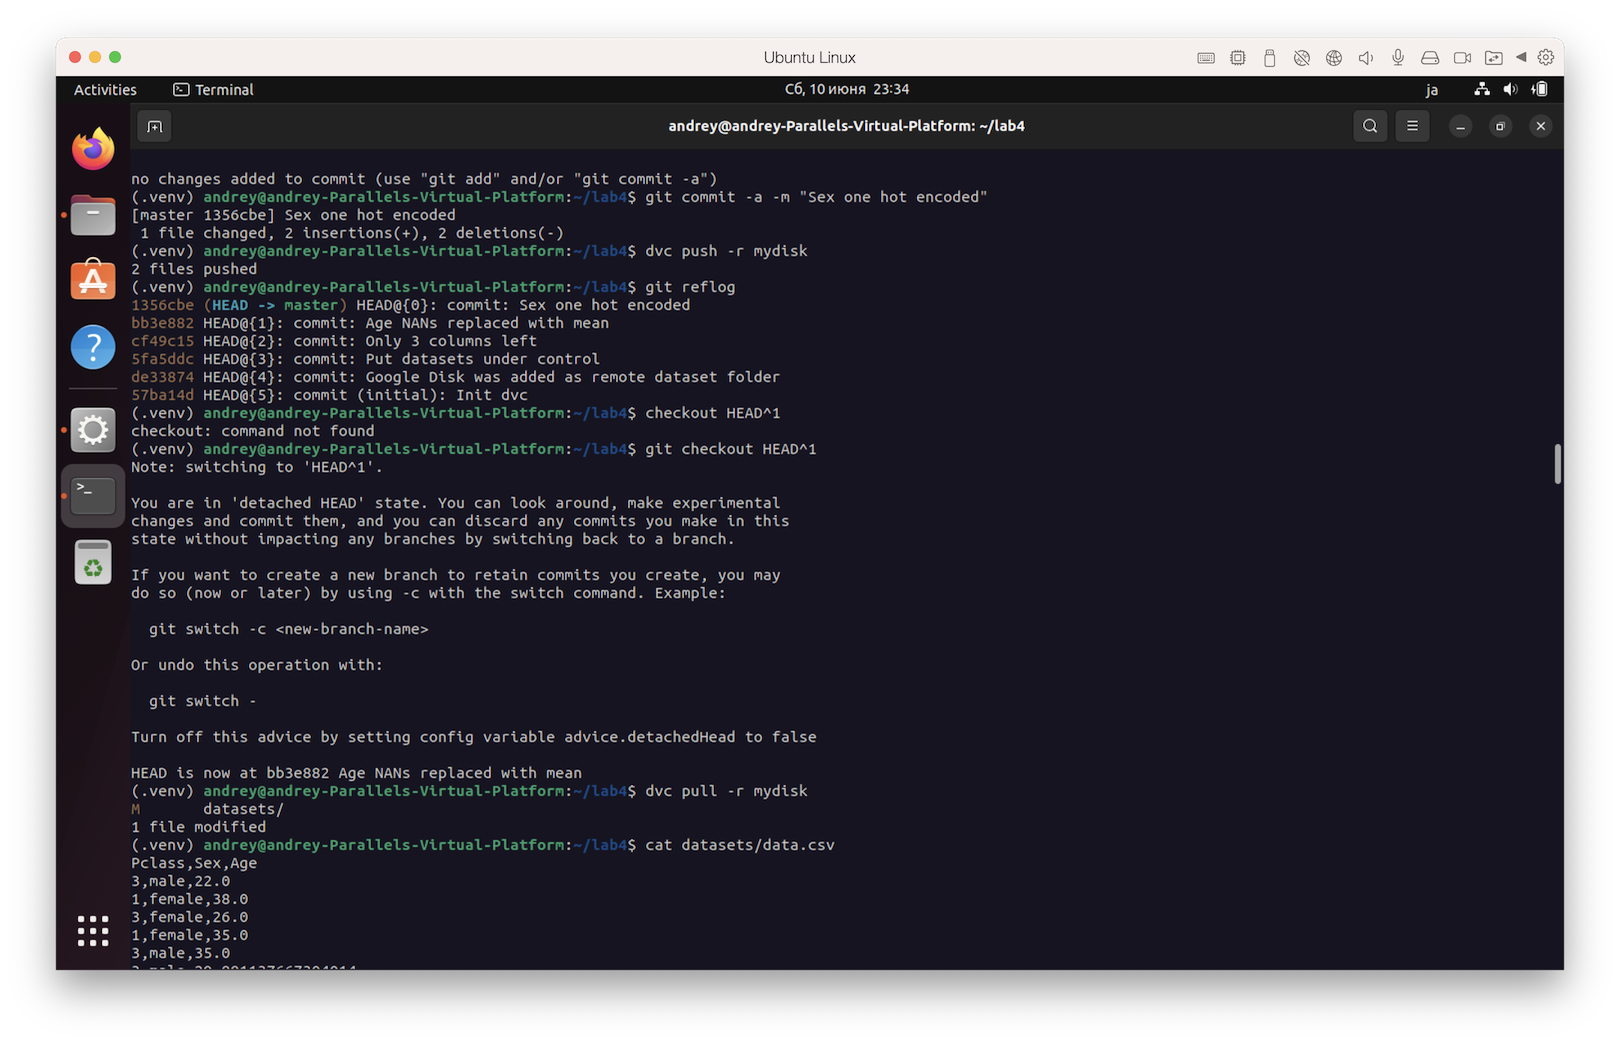 Ubuntu Linux
Activities
Terminal
Сб, 10 июня 23:34
ja
andrey@andrey-Parallels-Virtual-Platform: ~/lab4
no changes added to commit (use "git add" and/or "git commit -a")
(.venv) andrey@andrey-Parallels-Virtual-Platform:~/lab4$ git commit -a -m "Sex one hot encoded"
[master 1356cbe] Sex one hot encoded
 1 file changed, 2 insertions(+), 2 deletions(-)
(.venv) andrey@andrey-Parallels-Virtual-Platform:~/lab4$ dvc push -r mydisk
2 files pushed
(.venv) andrey@andrey-Parallels-Virtual-Platform:~/lab4$ git reflog
1356cbe (HEAD -> master) HEAD@{0}: commit: Sex one hot encoded
bb3e882 HEAD@{1}: commit: Age NANs replaced with mean
cf49c15 HEAD@{2}: commit: Only 3 columns left
5fa5ddc HEAD@{3}: commit: Put datasets under control
de33874 HEAD@{4}: commit: Google Disk was added as remote dataset folder
57ba14d HEAD@{5}: commit (initial): Init dvc
(.venv) andrey@andrey-Parallels-Virtual-Platform:~/lab4$ checkout HEAD^1
checkout: command not found
(.venv) andrey@andrey-Parallels-Virtual-Platform:~/lab4$ git checkout HEAD^1
Note: switching to 'HEAD^1'.
You are in 'detached HEAD' state. You can look around, make experimental
changes and commit them, and you can discard any commits you make in this
state without impacting any branches by switching back to a branch.
If you want to create a new branch to retain commits you create, you may
do so (now or later) by using -c with the switch command. Example:
  git switch -c <new-branch-name>
Or undo this operation with:
  git switch -
Turn off this advice by setting config variable advice.detachedHead to false
HEAD is now at bb3e882 Age NANs replaced with mean
(.venv) andrey@andrey-Parallels-Virtual-Platform:~/lab4$ dvc pull -r mydisk
M       datasets/
1 file modified
(.venv) andrey@andrey-Parallels-Virtual-Platform:~/lab4$ cat datasets/data.csv
Pclass,Sex,Age
3,male,22.0
1,female,38.0
3,female,26.0
1,female,35.0
3,male,35.0